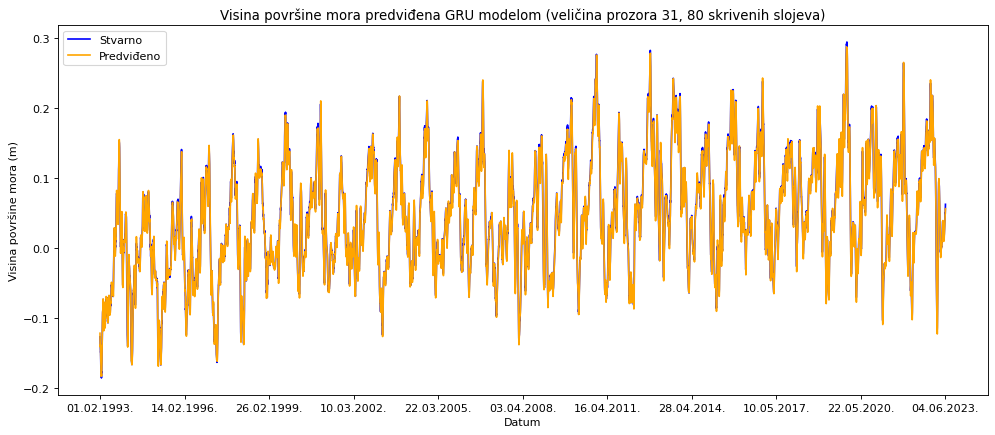 Visina površine mora predviđena GRU modelom (veličina prozora 31, 80 skrivenih slojeva)
Stvarno
Predviđeno
Visina površine mora (m)
0.3
0.2
0.1
0.0
−0.1
−0.2
01.02.1993. 14.02.1996. 26.02.1999. 10.03.2002. 22.03.2005. 03.04.2008. 16.04.2011. 28.04.2014. 10.05.2017. 22.05.2020. 04.06.2023.
Datum